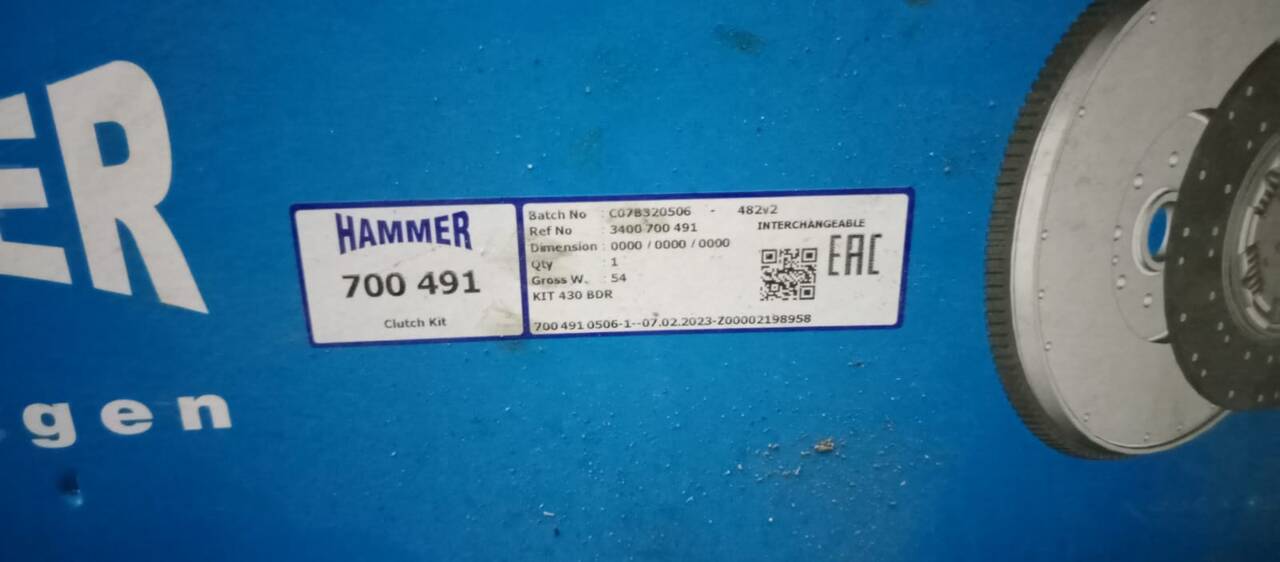 ER
gen
HAMMER
700 491
Clutch Kit
Batch No : C07B320506 - 482v2
Ref No : 3400 700 491 INTERCHANGEABLE
Dimension : 0000 / 0000 / 0000
EAC
Qty : 1
Gross W. : 54
KIT 430 BDR
700 491 0506-1--07.02.2023-Z00002198958